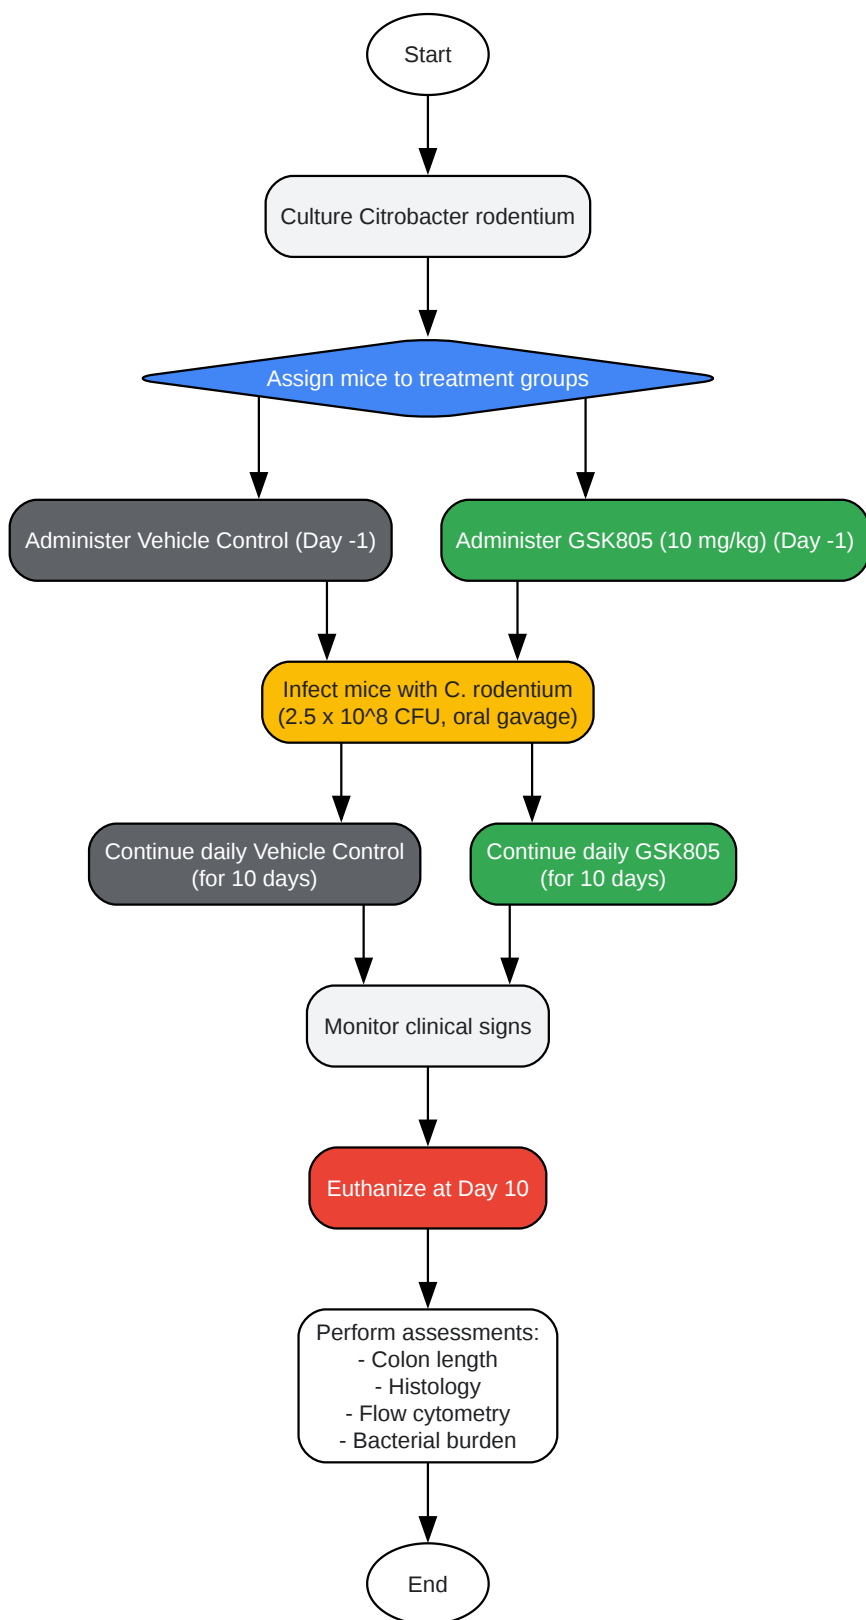 Start
Culture Citrobacter rodentium
Assign mice to treatment groups
Administer Vehicle Control (Day -1)
Administer GSK805 (10 mg/kg) (Day -1)
Infect mice with C. rodentium
(2.5 x 10^8 CFU, oral gavage)
Continue daily Vehicle Control
(for 10 days)
Continue daily GSK805
(for 10 days)
Monitor clinical signs
Euthanize at Day 10
Perform assessments:
- Colon length
- Histology
- Flow cytometry
- Bacterial burden
End